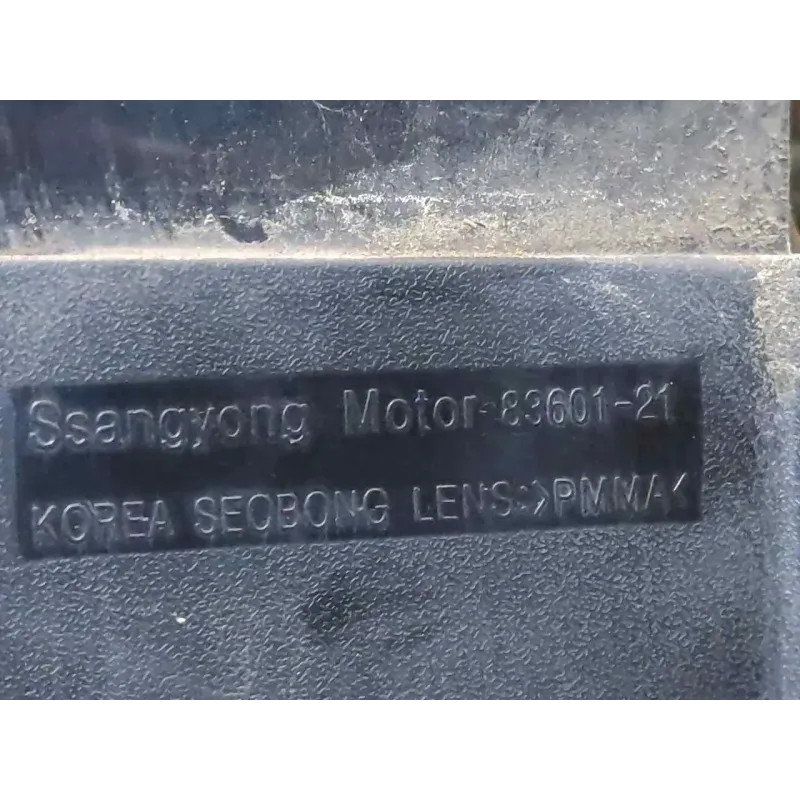 Ssangyong Motor 83601-21
KOREA SEOBONG LENS:>PMMA<